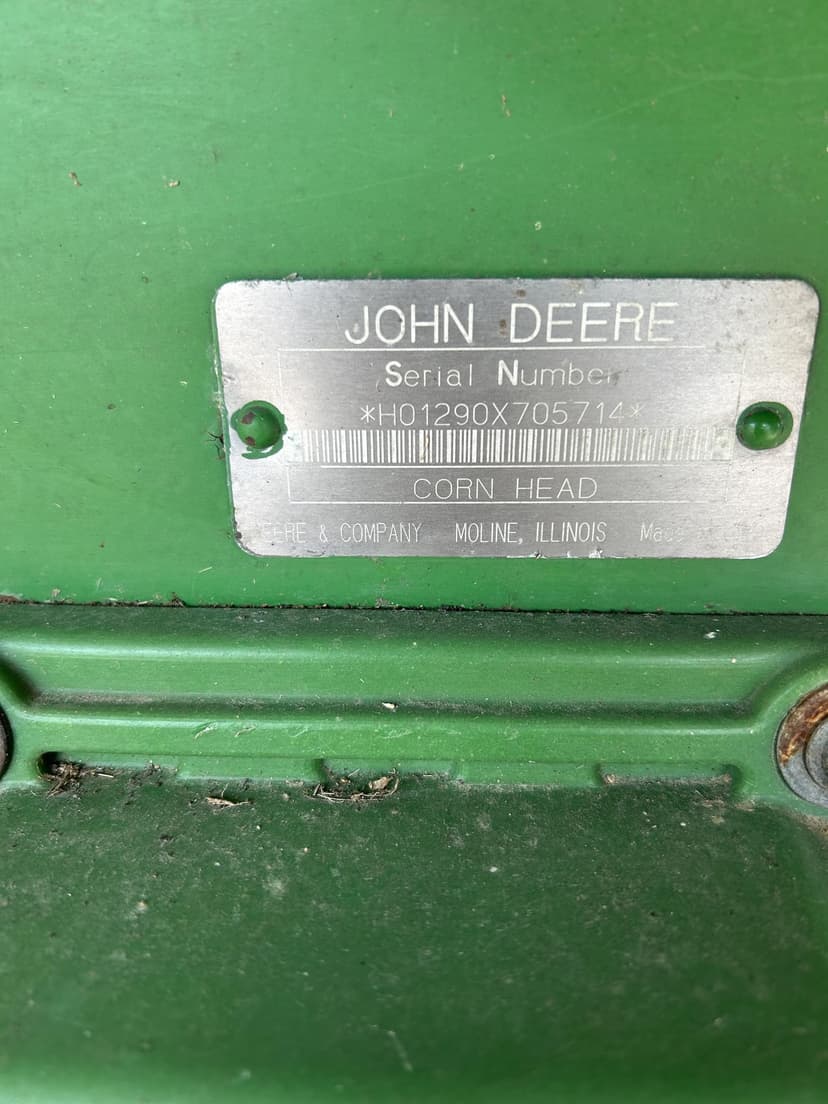 JOHN DEERE
Serial Number
*H01290X705714*
CORN HEAD
& COMPANY MOLINE, ILLINOIS